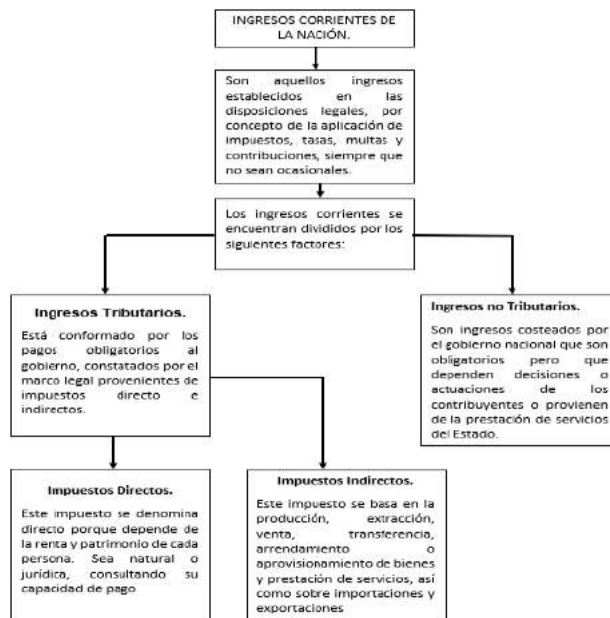 INGRESOS CORRIENTES DE
LA NACIÓN.
Son aquellos ingresos
establecidos en las
disposiciones legales, por
concepto de la aplicación de
impuestos, tasas, multas y
contribuciones, siempre que
no sean ocasionales.
Los ingresos corrientes se
encuentran divididos por los
siguientes factores:
Ingresos Tributarios.
Está conformado por los
pagos obligatorios al
gobierno, constatados por el
marco legal provenientes de
impuestos directo e
indirectos.
Ingresos no Tributarios.
Son ingresos costeados por
el gobierno nacional que son
obligatorios pero que
dependen decisiones o
actuaciones de los
contribuyentes o provienen
de la prestación de servicios
del Estado.
Impuestos Directos.
Este impuesto se denomina
directo porque depende de
la renta y patrimonio de cada
persona. Sea natural o
jurídica, consultando su
capacidad de pago
Impuestos Indirectos.
Este impuesto se basa en la
producción, extracción,
venta, transferencia,
arrendamiento o
aprovisionamiento de bienes
y prestación de servicios, así
como sobre importaciones y
exportaciones